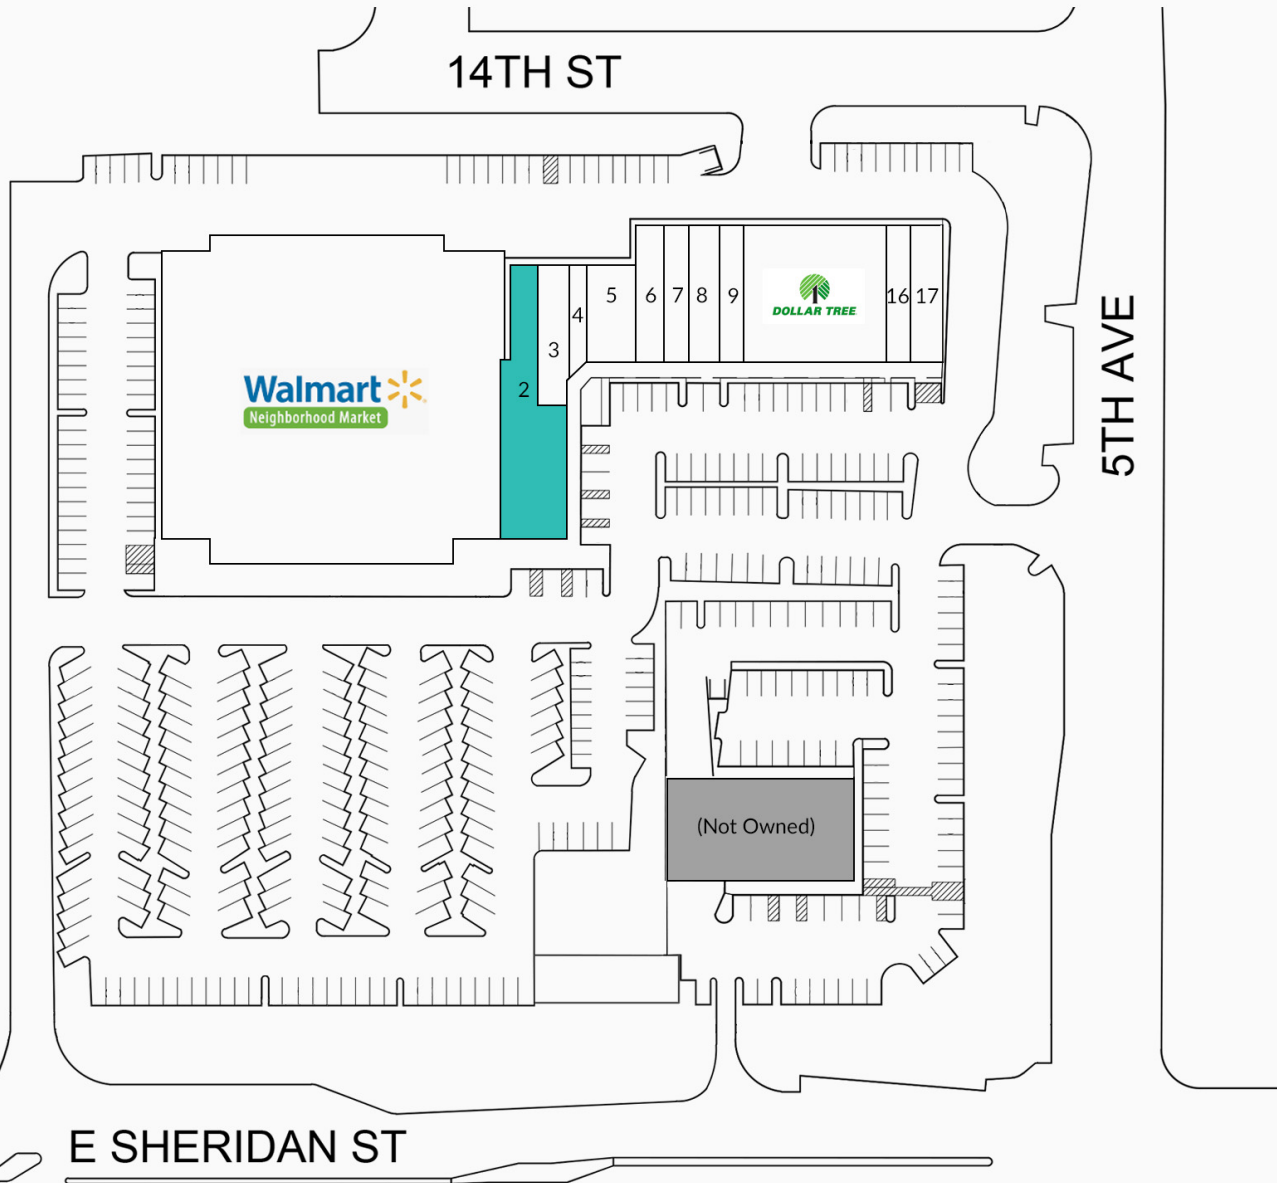 14TH ST
5TH AVE
Walmart
Neighborhood Market
2
3
4
5
6
7
8
9
DOLLAR TREE
16
17
(Not Owned)
E SHERIDAN ST